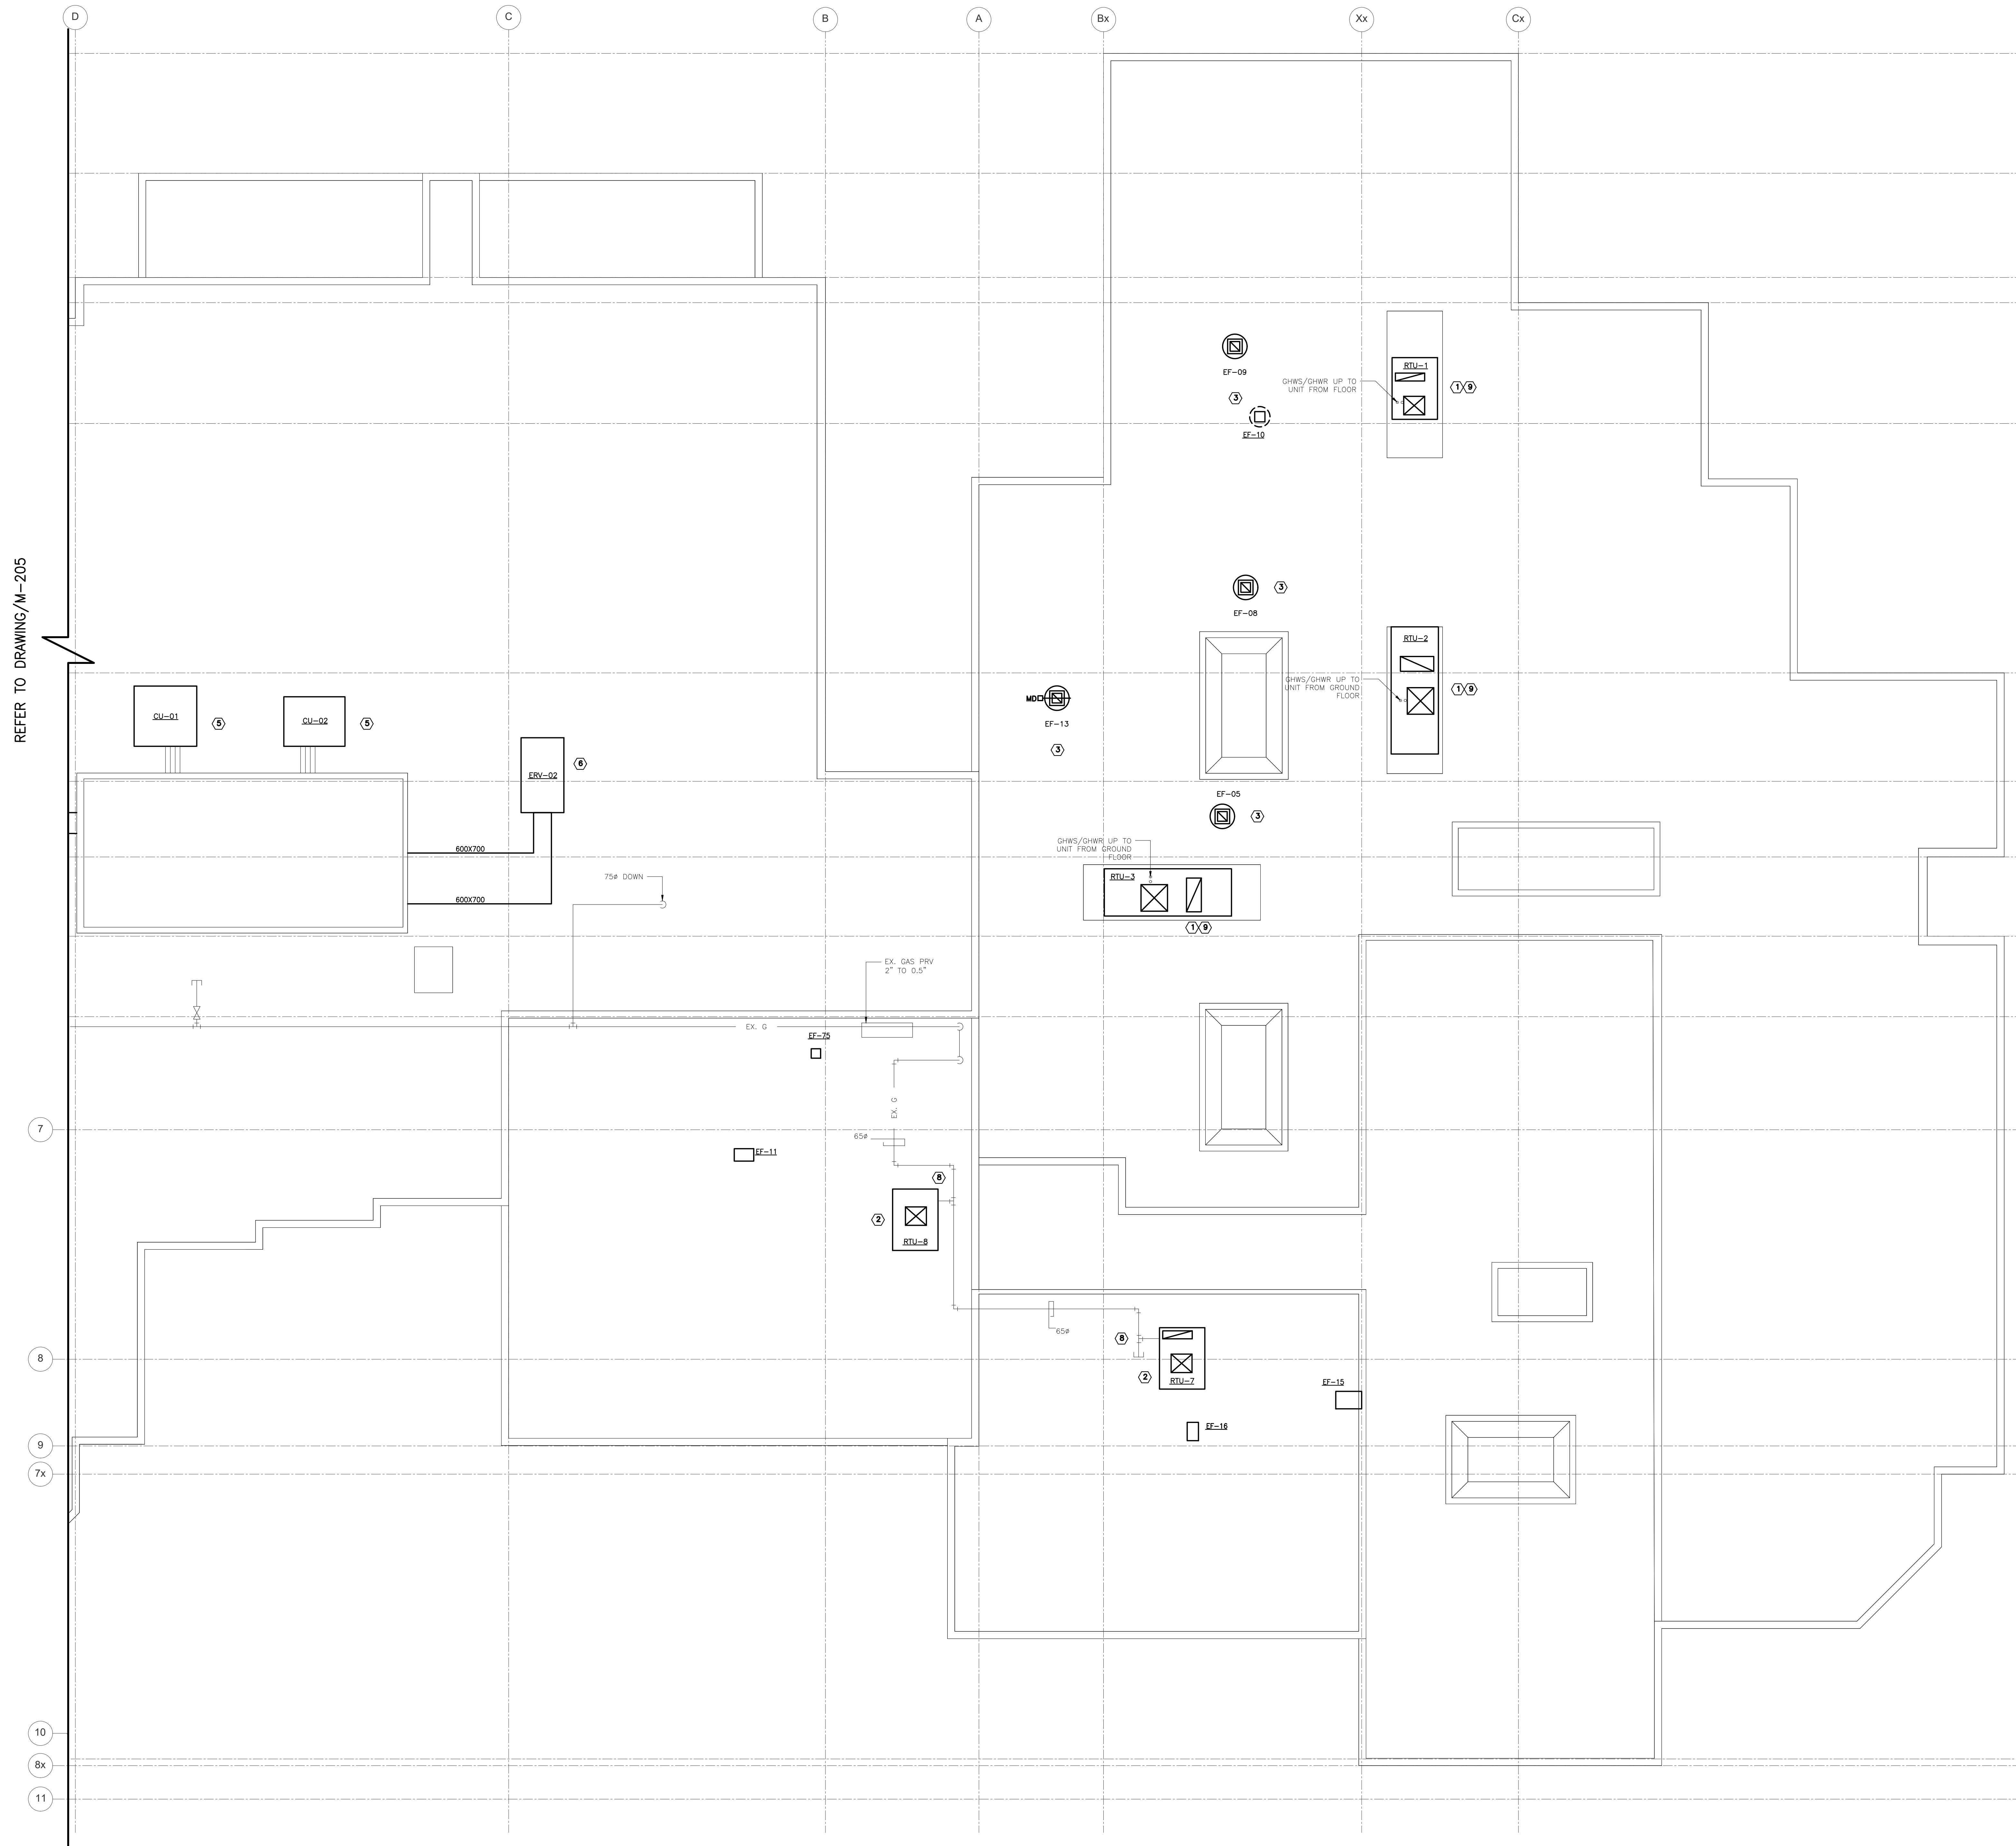 D
C
B
A
Bx
Xx
Cx
RTU-1
EF-09
GHWS/GHWR UP TO
UNIT FROM FLOOR
1
9
3
EF-10
REFER TO DRAWING/M-205
3
EF-08
RTU-2
GHWS/GHWR UP TO
UNIT FROM GROUND
FLOOR
1
9
CU-01
5
CU-02
5
MD
EF-13
3
ERV-02
6
EF-05
3
600X700
GHWS/GHWR UP TO
UNIT FROM GROUND
FLOOR
75ø DOWN
RTU-3
600X700
1
9
EX. GAS PRV
2" TO 0.5"
EX. G
EF-75
EX. G
7
65ø
EF-11
8
2
RTU-8
65ø
8
8
2
RTU-7
EF-15
EF-16
9
7x
10
8x
11